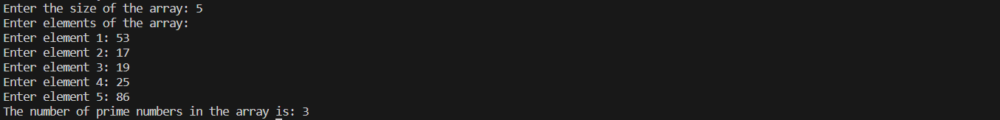 Enter the size of the array: 5
Enter elements of the array:
Enter element 1: 53
Enter element 2: 17
Enter element 3: 19
Enter element 4: 25
Enter element 5: 86
The number of prime numbers in the array is: 3